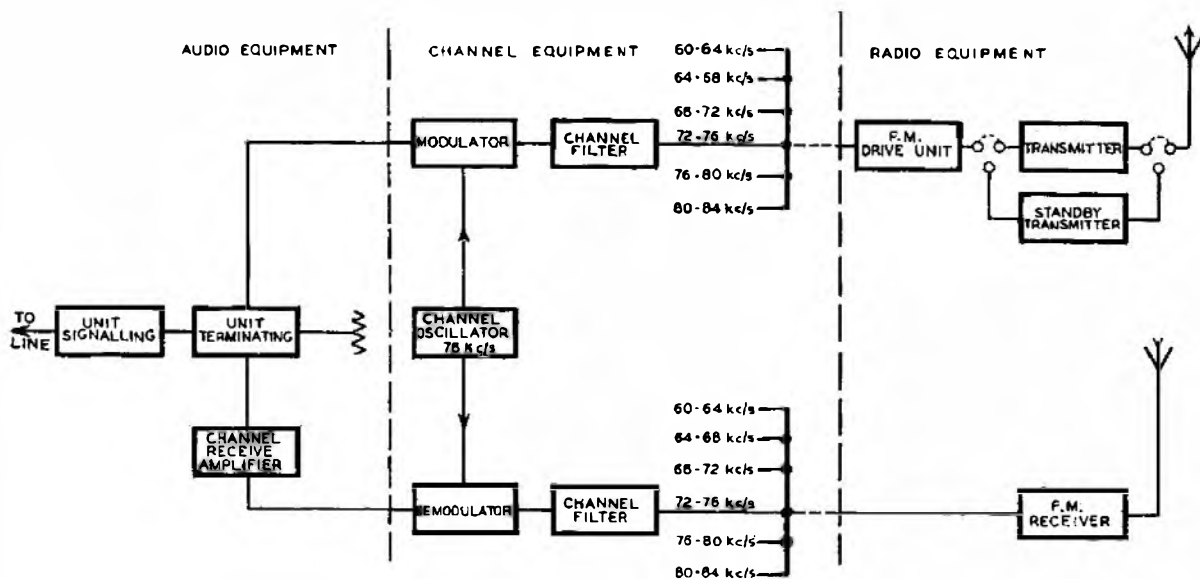 AUDIO EQUIPMENT
CHANNEL EQUIPMENT
RADIO EQUIPMENT
60-64 kc/s
64-68 kc/s
68-72 kc/s
72-76 kc/s
76-80 kc/s
80-84 kc/s
MODULATOR
CHANNEL
FILTER
F.M.
DRIVE UNIT
TRANSMITTER
STANDBY
TRANSMITTER
TO
LINE
UNIT
SIGNALLING
UNIT
TERMINATING
CHANNEL
OSCILLATOR
76 Kc/s
CHANNEL
RECEIVE
AMPLIFIER
DEMODULATOR
CHANNEL
FILTER
60-64 kc/s
64-68 kc/s
68-72 kc/s
72-76 kc/s
76-80 kc/s
80-84 kc/s
F.M.
RECEIVER